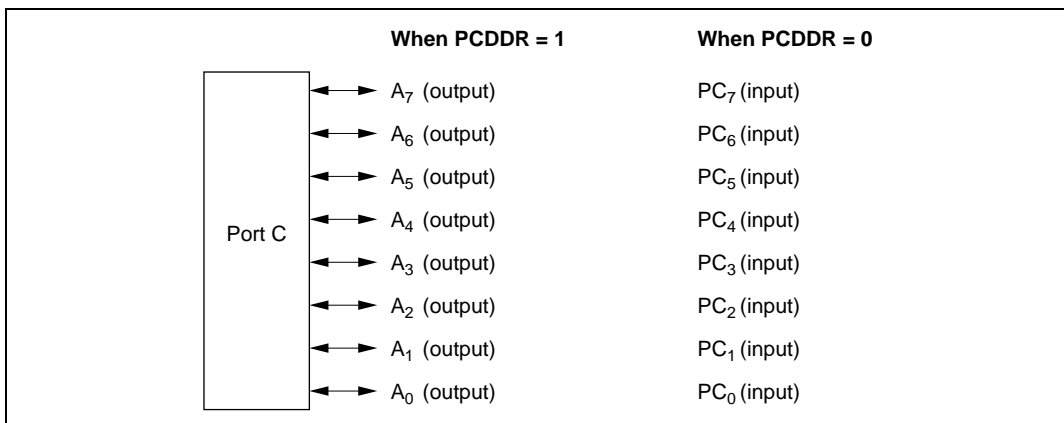 When PCDDR = 1 When PCDDR = 0
A7 (output) PC7 (input)
A6 (output) PC6 (input)
A5 (output) PC5 (input)
A4 (output) PC4 (input)
Port C
A3 (output) PC3 (input)
A2 (output) PC2 (input)
A1 (output) PC1 (input)
A0 (output) PC0 (input)